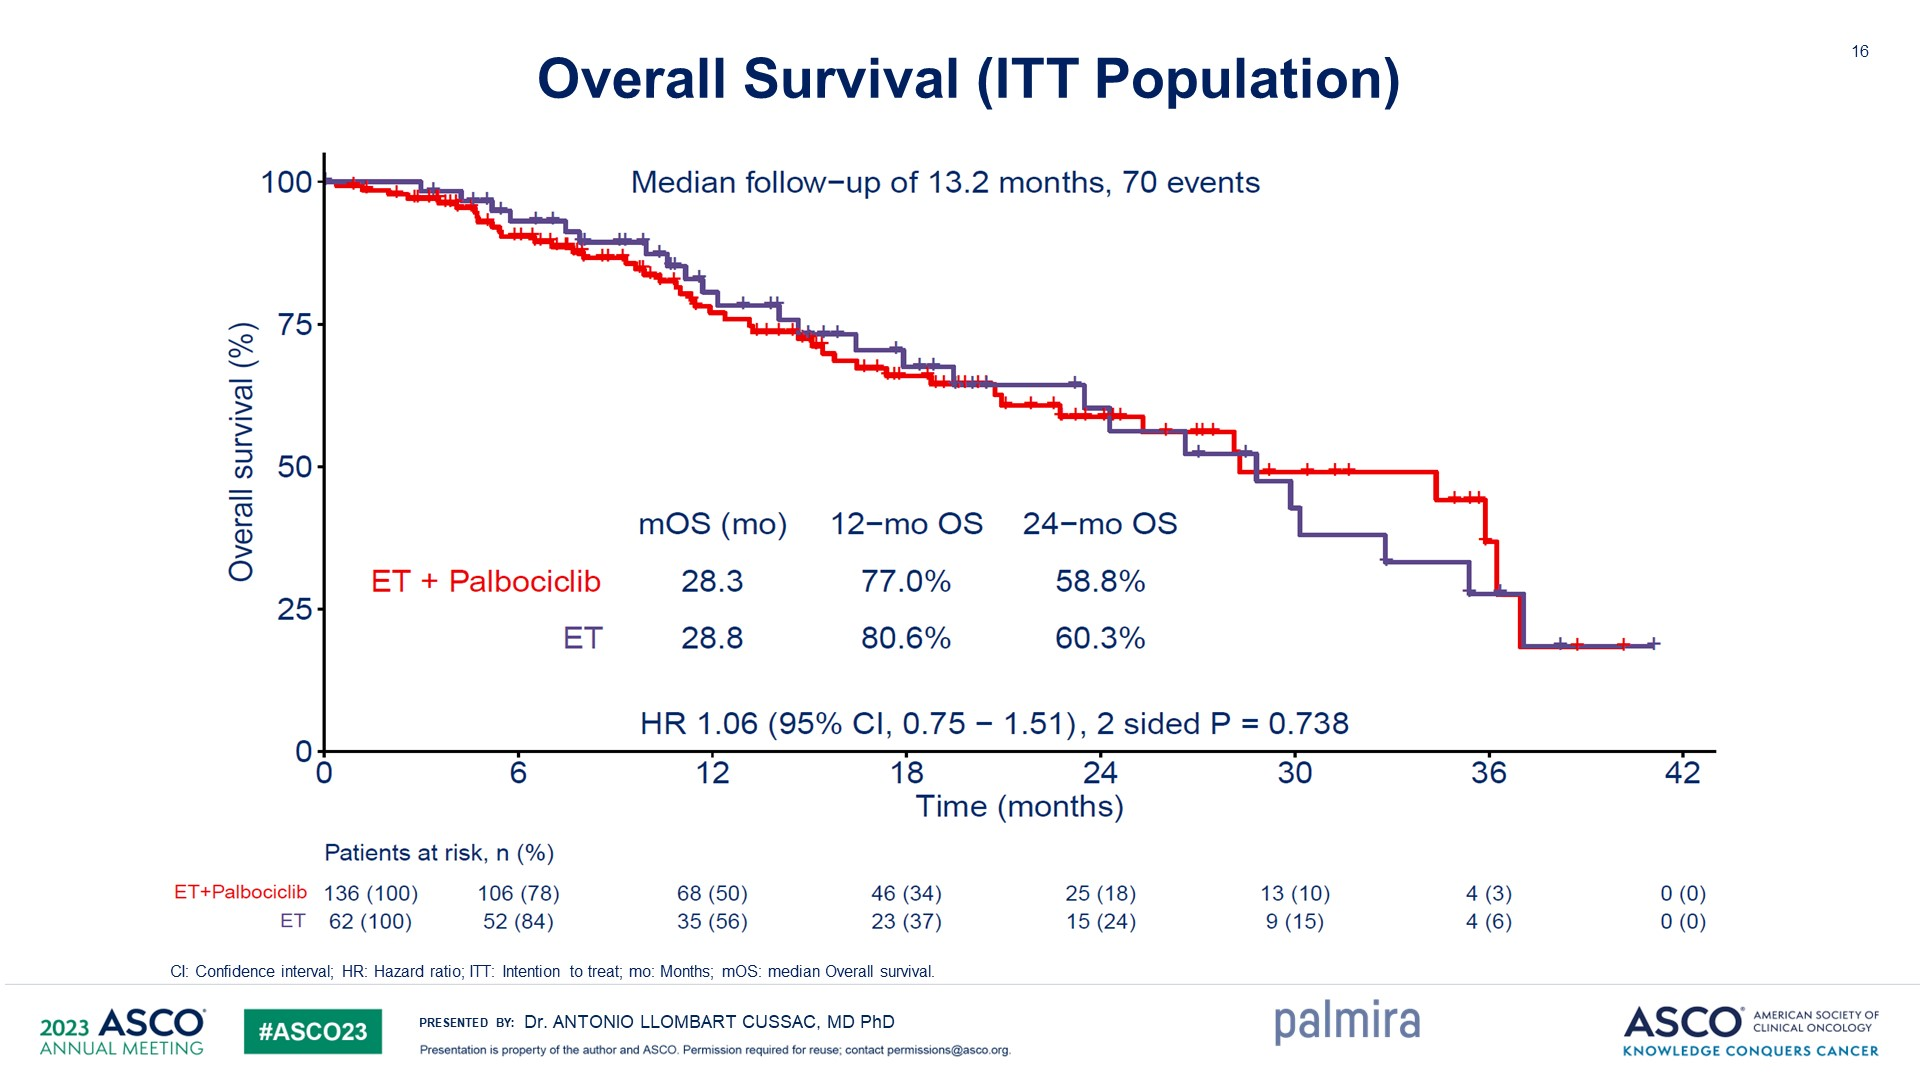 16
Overall Survival (ITT Population)
Median follow−up of 13.2 months, 70 events
Overall survival (%)
100
75
50
25
0
mOS (mo) 12−mo OS 24−mo OS
ET + Palbociclib 28.3 77.0% 58.8%
ET 28.8 80.6% 60.3%
HR 1.06 (95% CI, 0.75 − 1.51), 2 sided P = 0.738
0 6 12 18 24 30 36 42
Time (months)
Patients at risk, n (%)
ET+Palbociclib 136 (100) 106 (78) 68 (50) 46 (34) 25 (18) 13 (10) 4 (3) 0 (0)
ET 62 (100) 52 (84) 35 (56) 23 (37) 15 (24) 9 (15) 4 (6) 0 (0)
CI: Confidence interval; HR: Hazard ratio; ITT: Intention to treat; mo: Months; mOS: median Overall survival.
2023 ASCO
ANNUAL MEETING
#ASCO23
PRESENTED BY: Dr. ANTONIO LLOMBART CUSSAC, MD PhD
Presentation is property of the author and ASCO. Permission required for reuse; contact permissions@asco.org.
palmira
ASCO AMERICAN SOCIETY OF
CLINICAL ONCOLOGY
KNOWLEDGE CONQUERS CANCER